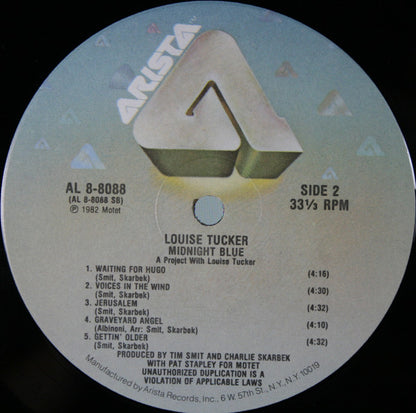 ARISTA™
AL 8-8088
(AL 8-8088 SB)
Ⓟ 1982 Motet
SIDE 2
33⅓ RPM
LOUISE TUCKER
MIDNIGHT BLUE
A Project With Louise Tucker
1. WAITING FOR HUGO (4:16)
(Smit, Skarbek)
2. VOICES IN THE WIND (4:30)
(Smit, Skarbek)
3. JERUSALEM (4:32)
(Smit, Skarbek)
4. GRAVEYARD ANGEL (4:10)
(Albinoni, Arr: Smit, Skarbek)
5. GETTIN' OLDER (4:32)
(Smit, Skarbek)
PRODUCED BY TIM SMIT AND CHARLIE SKARBEK
WITH PAT STAPLEY FOR MOTET
UNAUTHORIZED DUPLICATION IS A
VIOLATION OF APPLICABLE LAWS
Manufactured by Arista Records, Inc., 6 W. 57th St., N.Y., N.Y. 10019